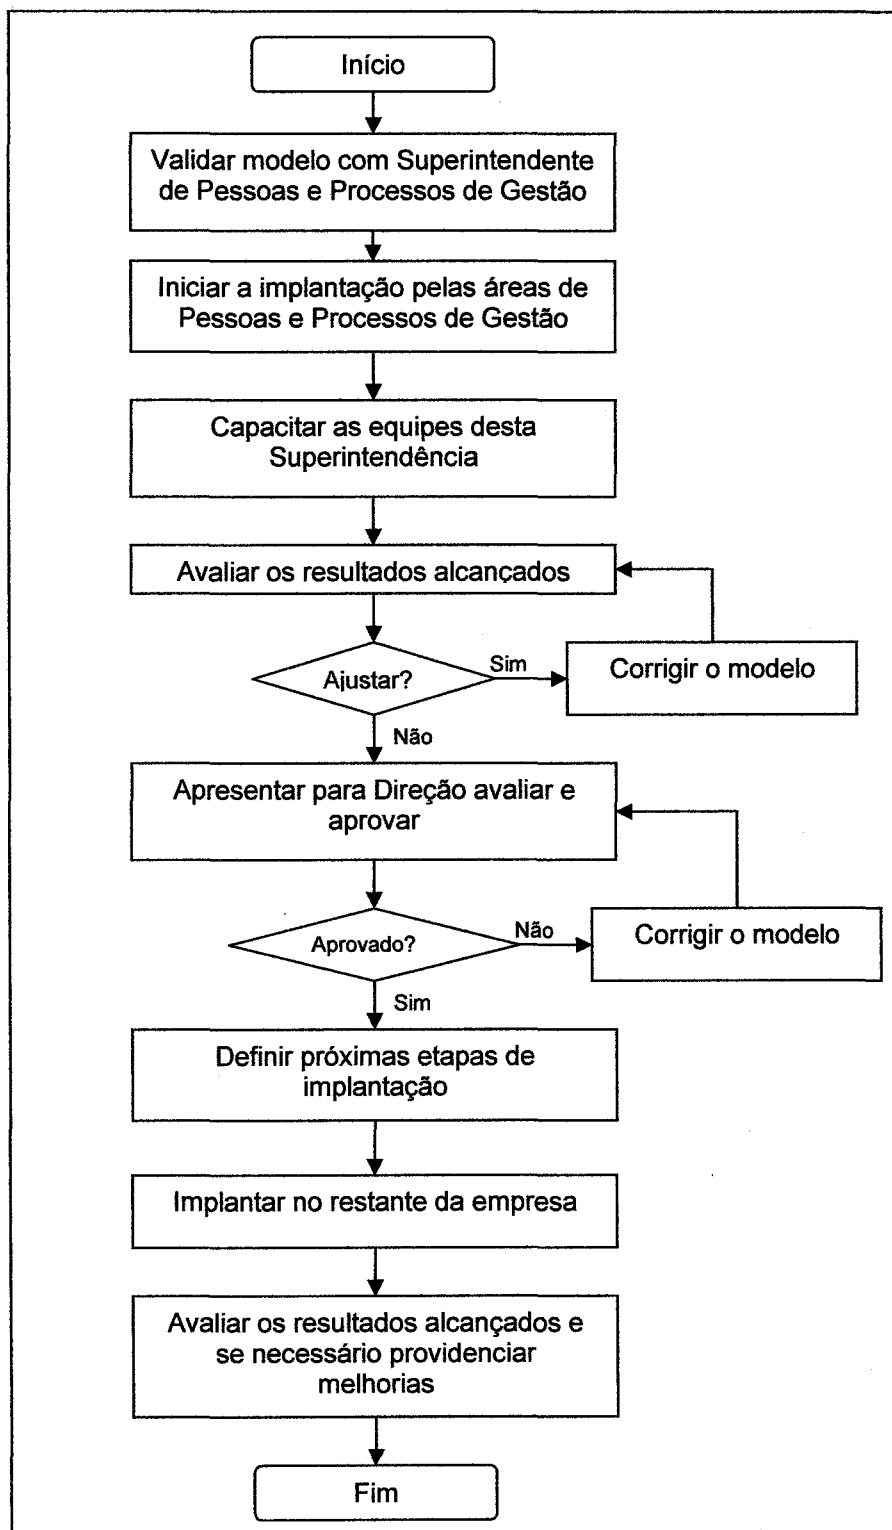 Início
Validar modelo com Superintendente
de Pessoas e Processos de Gestão
Iniciar a implantação pelas áreas de
Pessoas e Processos de Gestão
Capacitar as equipes desta
Superintendência
Avaliar os resultados alcançados
Ajustar?
Sim
Corrigir o modelo
Não
Apresentar para Direção avaliar e
aprovar
Aprovado?
Não
Corrigir o modelo
Sim
Definir próximas etapas de
implantação
Implantar no restante da empresa
Avaliar os resultados alcançados e
se necessário providenciar
melhorias
Fim